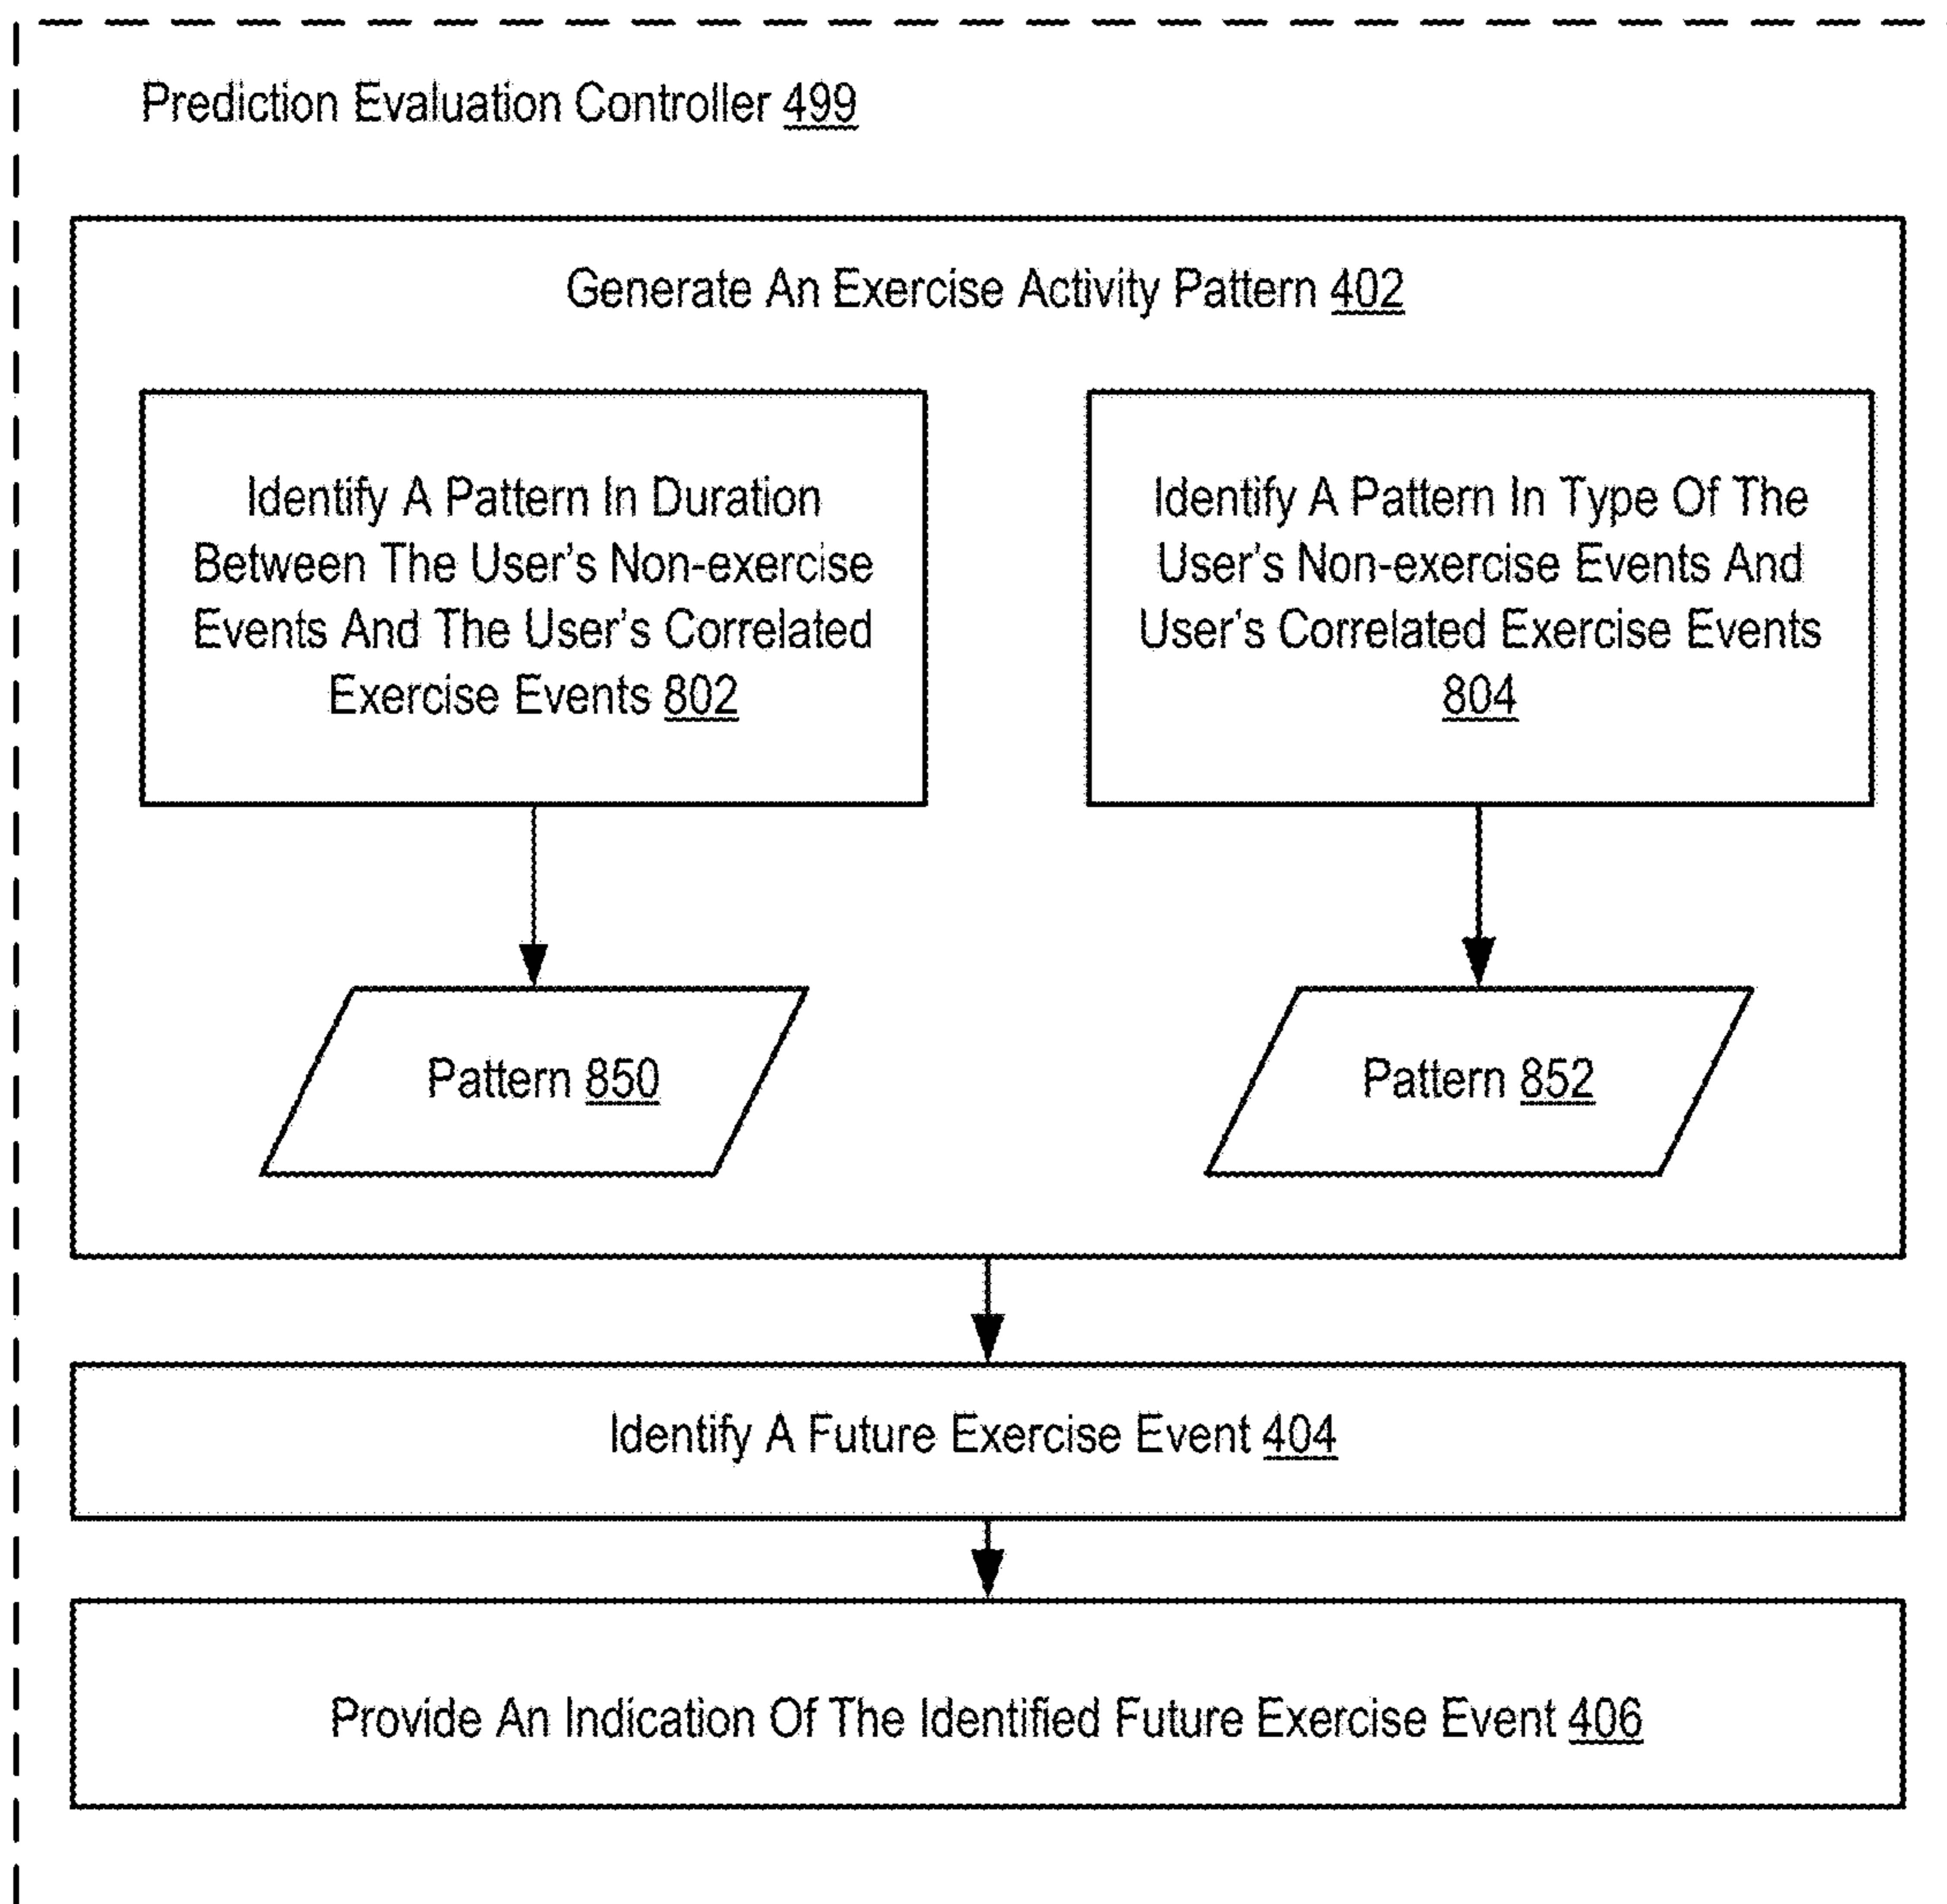 Prediction Evaluation Controller 499
Generate An Exercise Activity Pattern 402
Identify A Pattern In Duration
Between The User's Non-exercise
Events And The User's Correlated
Exercise Events 802
Identify A Pattern In Type Of The
User's Non-exercise Events And
User's Correlated Exercise Events
804
Pattern 850
Pattern 852
Identify A Future Exercise Event 404
Provide An Indication Of The Identified Future Exercise Event 406